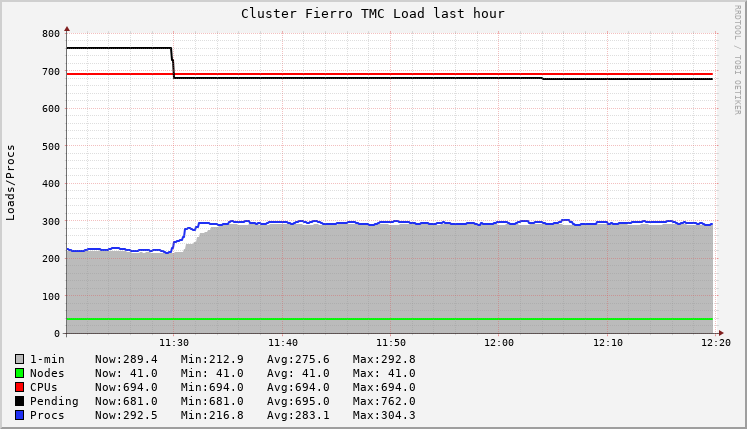 Cluster Fierro TMC Load last hour
RRDTOOL / TOBI OETIKER
Loads/Procs
800
700
600
500
400
300
200
100
0
11:30 11:40 11:50 12:00 12:10 12:20
1-min Now:289.4 Min:212.9 Avg:275.6 Max:292.8
Nodes Now: 41.0 Min: 41.0 Avg: 41.0 Max: 41.0
CPUs Now:694.0 Min:694.0 Avg:694.0 Max:694.0
Pending Now:681.0 Min:681.0 Avg:695.0 Max:762.0
Procs Now:292.5 Min:216.8 Avg:283.1 Max:304.3